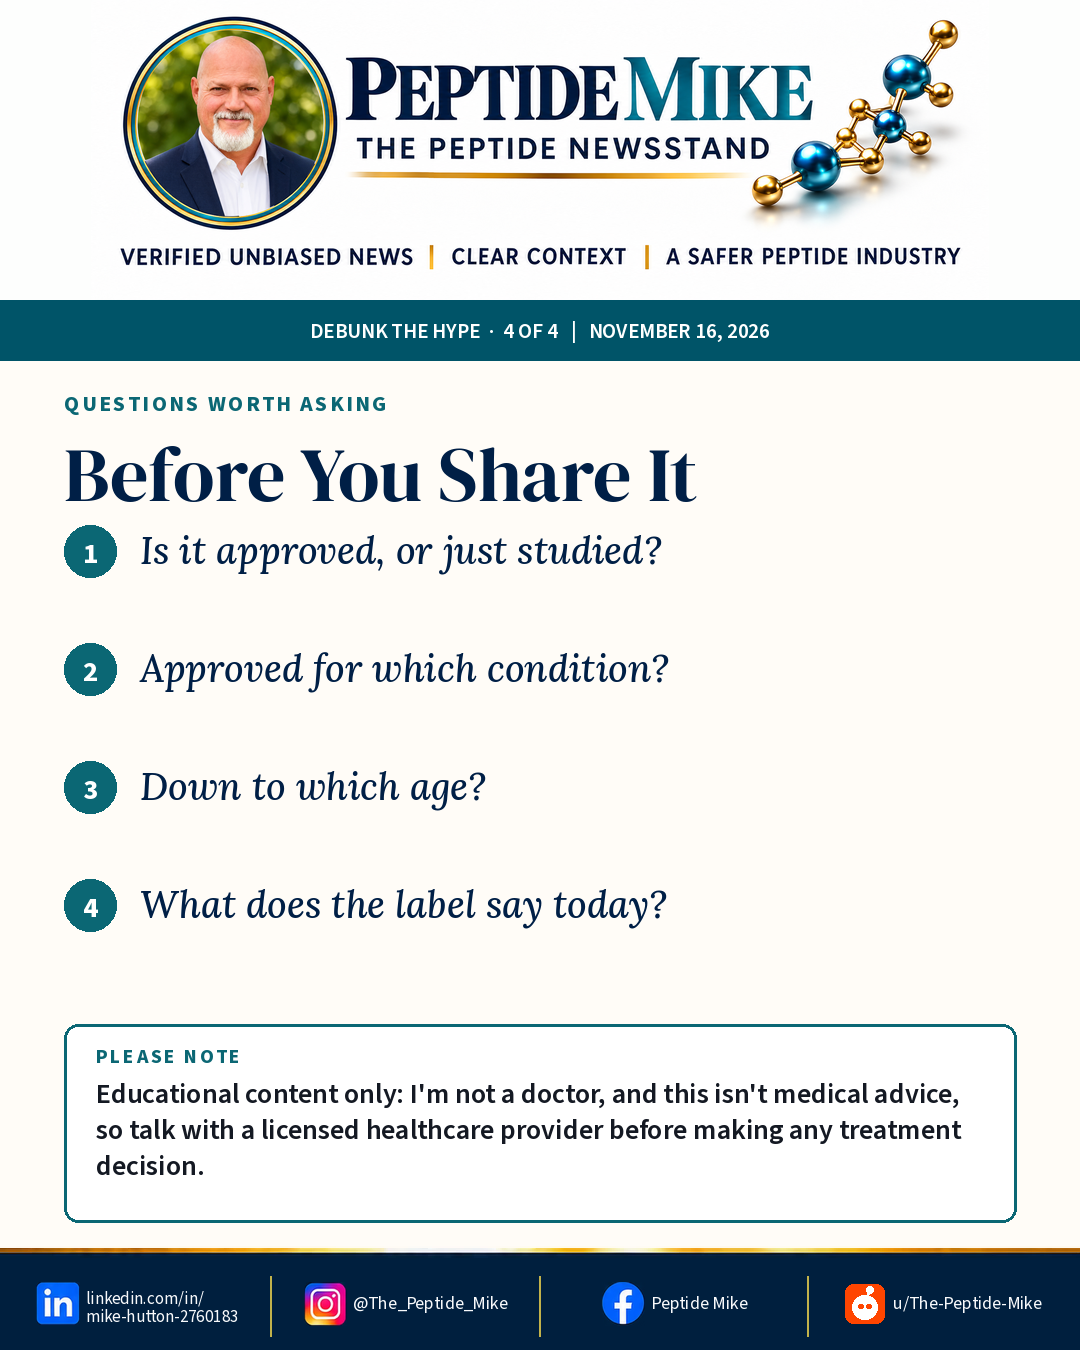 PEPTIDEMIKE
THE PEPTIDE NEWSSTAND
VERIFIED UNBIASED NEWS | CLEAR CONTEXT | A SAFER PEPTIDE INDUSTRY
DEBUNK THE HYPE · 4 OF 4 | NOVEMBER 16, 2026
QUESTIONS WORTH ASKING
Before You Share It
1 Is it approved, or just studied?
2 Approved for which condition?
3 Down to which age?
4 What does the label say today?
PLEASE NOTE
Educational content only: I'm not a doctor, and this isn't medical advice,
so talk with a licensed healthcare provider before making any treatment
decision.
linkedin.com/in/
mike-hutton-2760183
@The_Peptide_Mike
Peptide Mike
u/The-Peptide-Mike